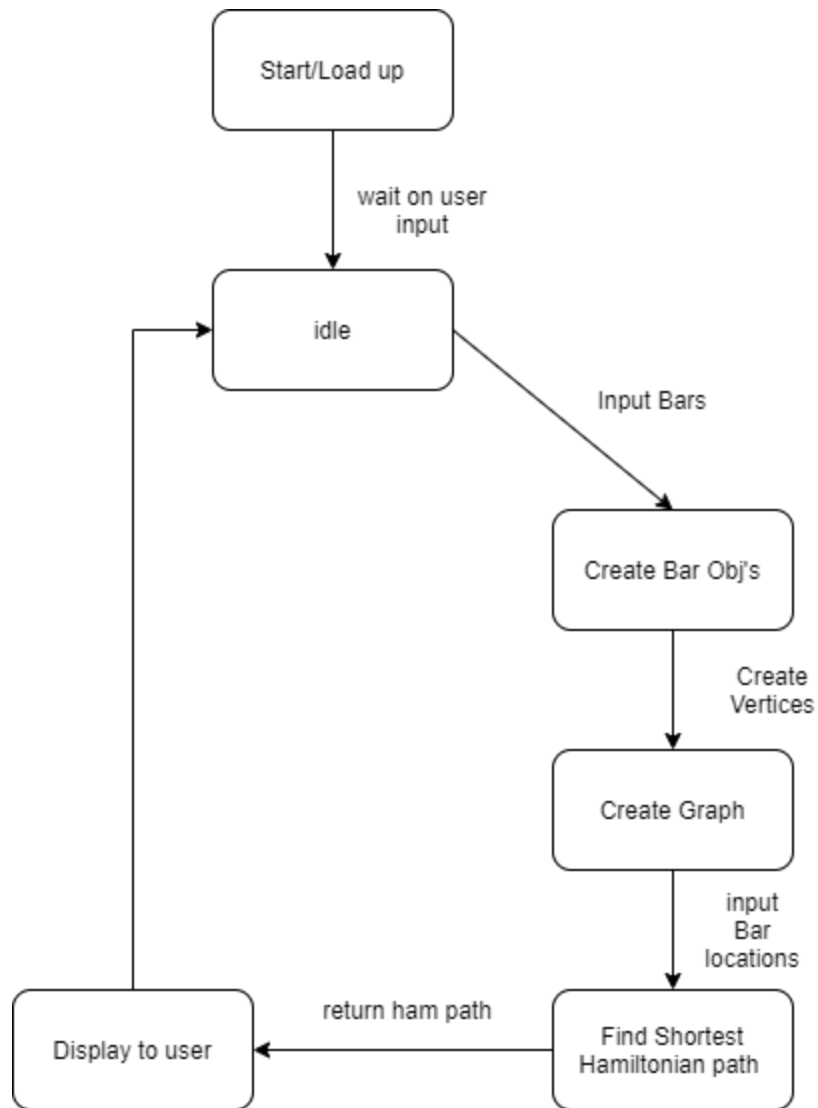 Start/Load up
wait on user
input
idle
Input Bars
Create Bar Obj's
Create
Vertices
Create Graph
input
Bar
locations
Find Shortest
Hamiltonian path
return ham path
Display to user